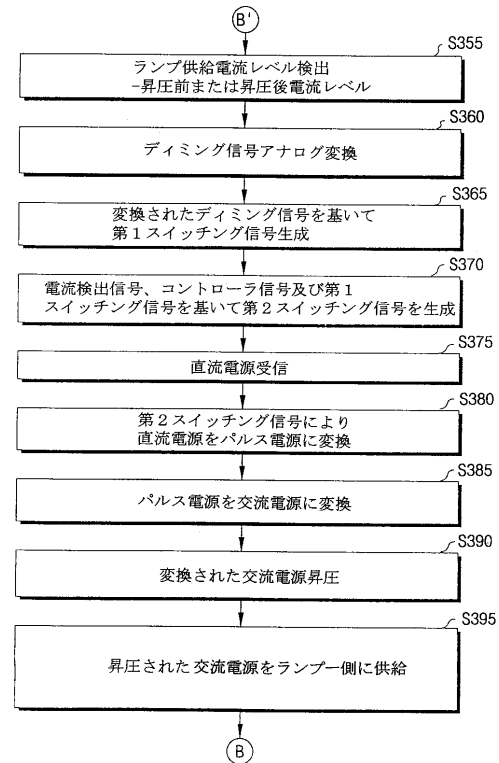 B'
S355
ランプ供給電流レベル検出
-昇圧前または昇圧後電流レベル
S360
ディミング信号アナログ変換
S365
変換されたディミング信号を基いて
第1スイッチング信号生成
S370
電流検出信号、コントローラ信号及び第1
スイッチング信号を基いて第2スイッチング信号を生成
S375
直流電源受信
S380
第2スイッチング信号により
直流電源をパルス電源に変換
S385
パルス電源を交流電源に変換
S390
変換された交流電源昇圧
S395
昇圧された交流電源をランプ一側に供給
B